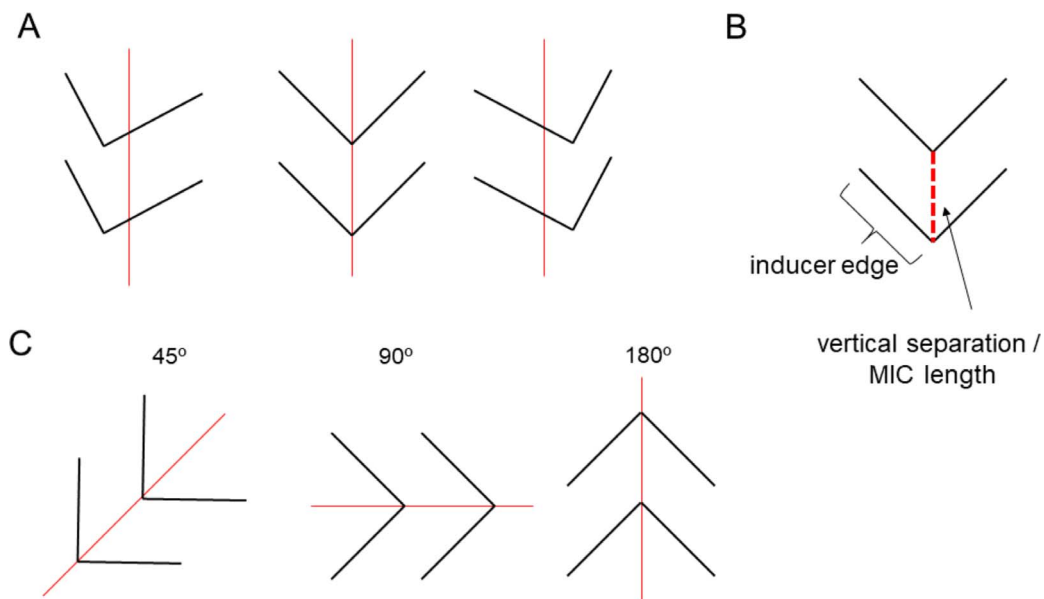 A
B
inducer edge
vertical separation /
MIC length
C
45º
90º
180º